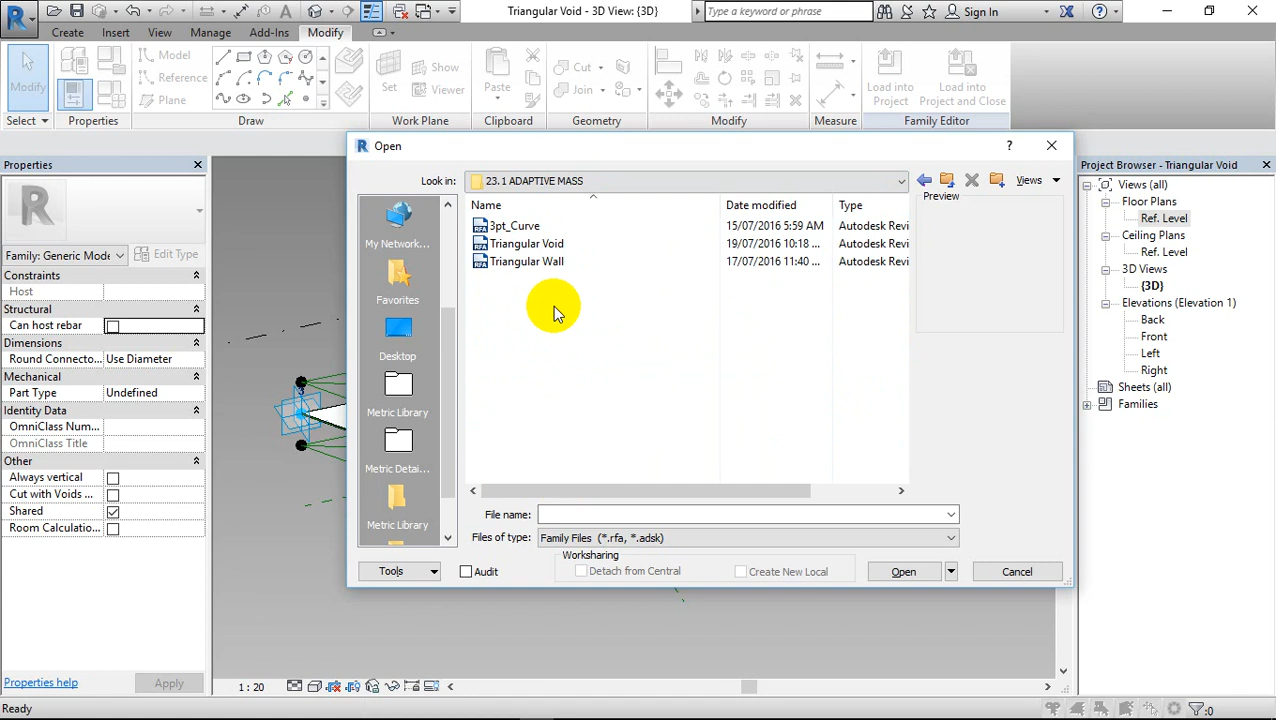 Triangular Void - 3D View: {3D}
Type a keyword or phrase
Sign In
Create
Insert
View
Manage
Add-Ins
Modify
Modify
Model
Reference
Plane
Set
Show
Viewer
Paste
Cut
Join
Load into
Project
Load into
Project and Close
Select
Properties
Draw
Work Plane
Clipboard
Geometry
Modify
Measure
Family Editor
Properties
Family: Generic Mode
Edit Type
Constraints
Host
Structural
Can host rebar
Dimensions
Round Connecto...
Use Diameter
Mechanical
Part Type
Undefined
Identity Data
OmniClass Num...
OmniClass Title
Other
Always vertical
Cut with Voids ...
Shared
Room Calculatio...
Properties help
Apply
Open
Look in:
23.1 ADAPTIVE MASS
Views
Name
Date modified
Type
Preview
3pt_Curve
15/07/2016 5:59 AM
Autodesk Revi
Triangular Void
19/07/2016 10:18 ...
Autodesk Revi
Triangular Wall
17/07/2016 11:40 ...
Autodesk Revi
My Network...
Favorites
Desktop
Metric Library
Metric Detai...
Metric Library
File name:
Files of type:
Family Files (*.rfa, *.adsk)
Worksharing
Tools
Audit
Detach from Central
Create New Local
Open
Cancel
Project Browser - Triangular Void
Views (all)
Floor Plans
Ref. Level
Ceiling Plans
Ref. Level
3D Views
{3D}
Elevations (Elevation 1)
Back
Front
Left
Right
Sheets (all)
Families
1 : 20
Ready
:0